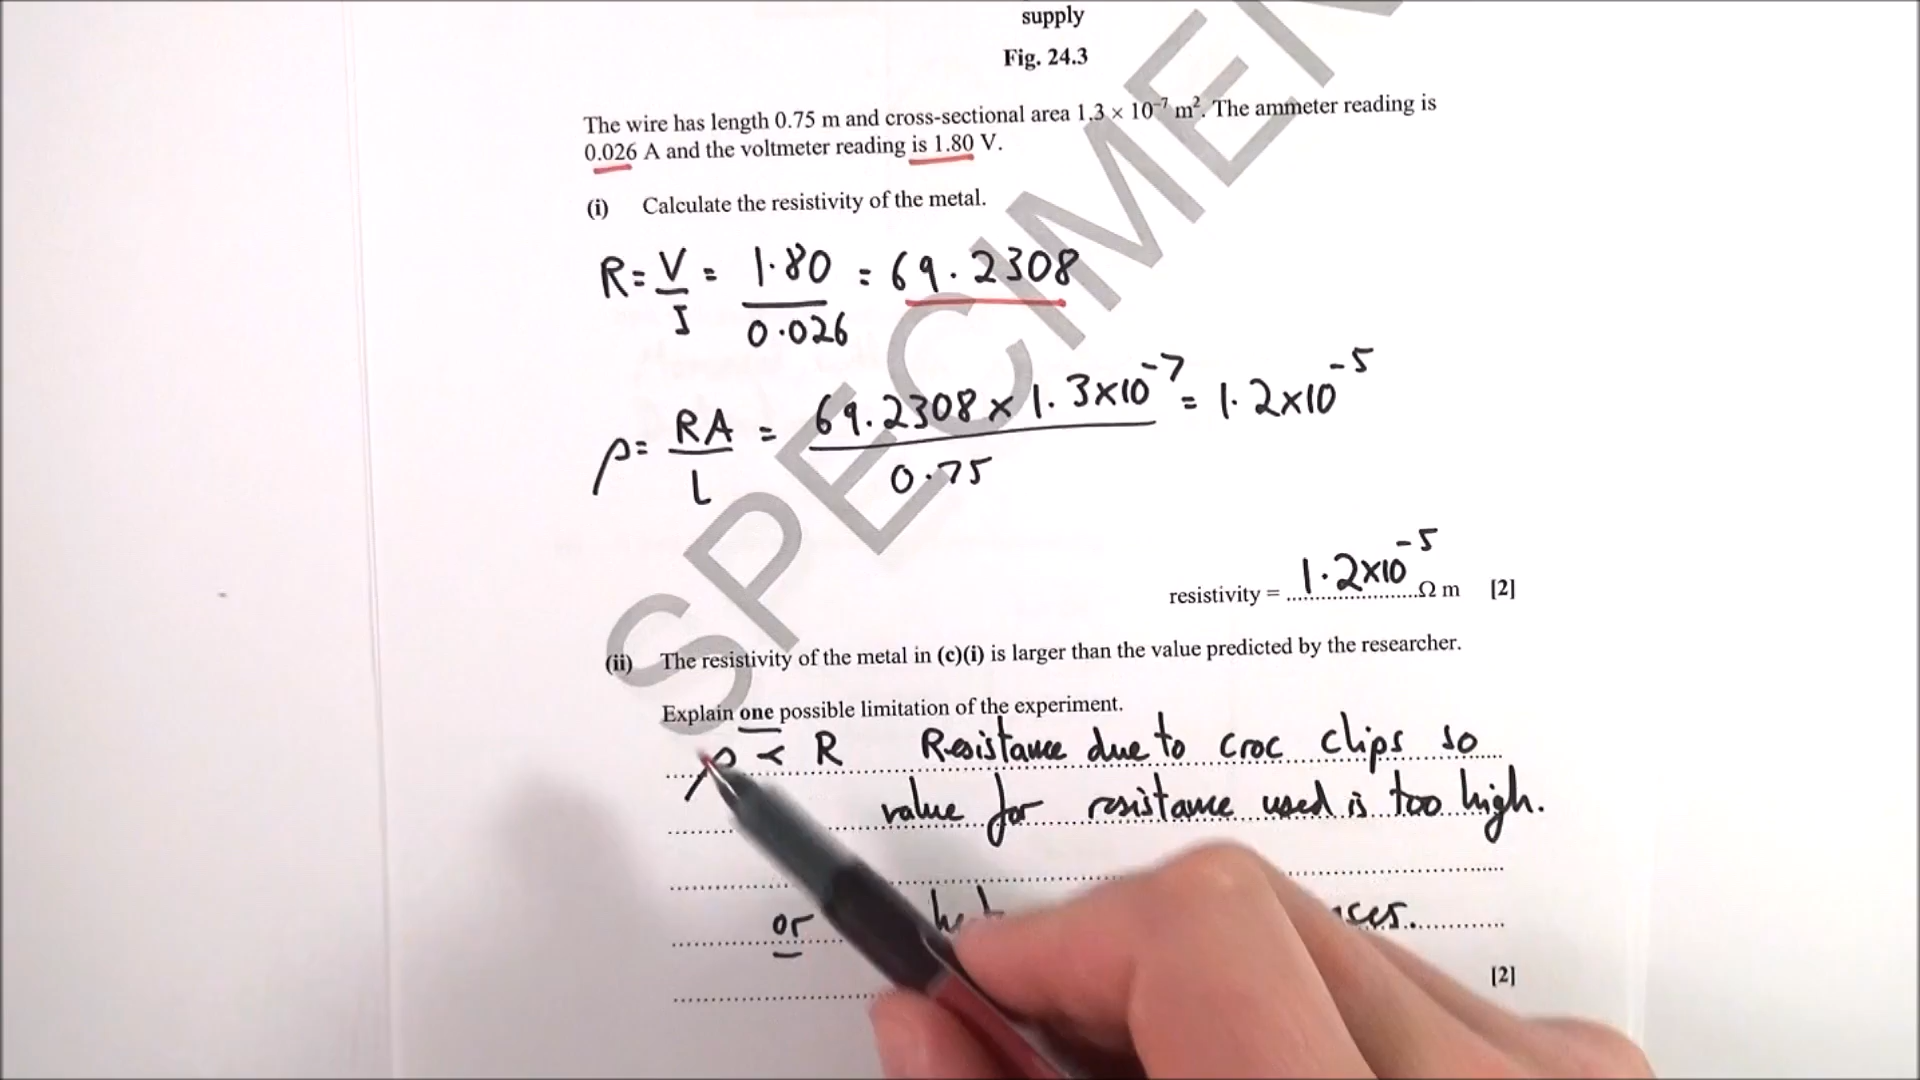 supply
Fig. 24.3
SPECIMEN
The wire has length 0.75 m and cross-sectional area 1.3 × 10⁻⁷ m². The ammeter reading is
0.026 A and the voltmeter reading is 1.80 V.
(i) Calculate the resistivity of the metal.
R = V/I = 1.80/0.026 = 69.2308
ρ = RA/L = 69.2308 × 1.3×10⁻⁷/0.75 = 1.2×10⁻⁵
resistivity = 1.2×10⁻⁵ Ω m [2]
(ii) The resistivity of the metal in (c)(i) is larger than the value predicted by the researcher.
Explain one possible limitation of the experiment.
ρ ∝ R Resistance due to croc clips so
value for resistance used is too high.
or
[2]